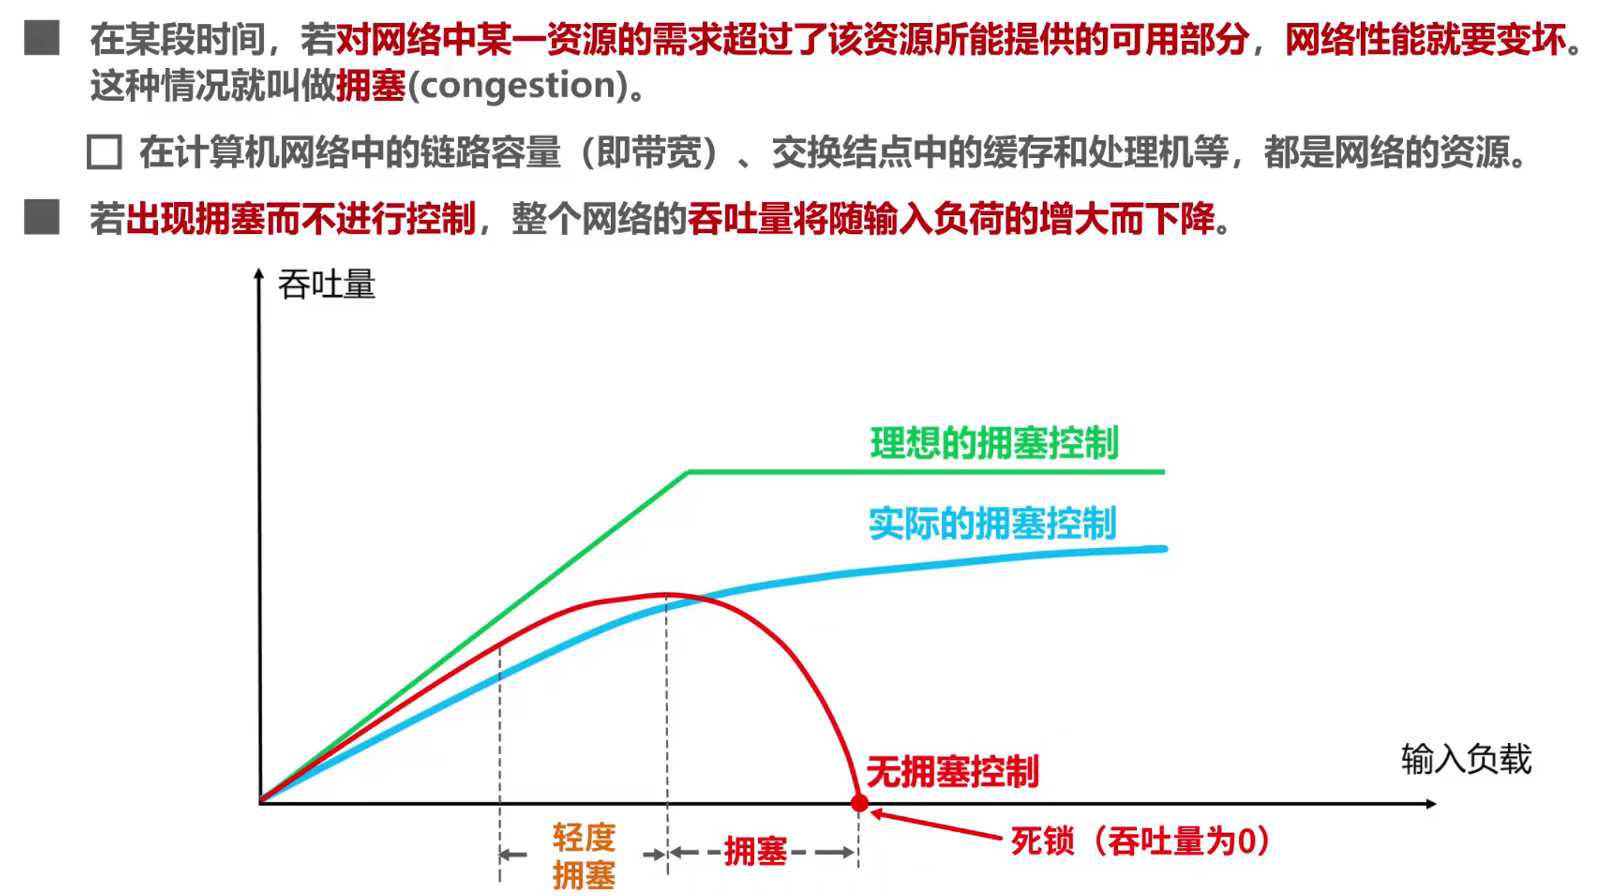 在某段时间，若对网络中某一资源的需求超过了该资源所能提供的可用部分，网络性能就要变坏。
这种情况就叫做拥塞(congestion)。
在计算机网络中的链路容量（即带宽）、交换结点中的缓存和处理机等，都是网络的资源。
若出现拥塞而不进行控制，整个网络的吞吐量将随输入负荷的增大而下降。
吞吐量
理想的拥塞控制
实际的拥塞控制
无拥塞控制
输入负载
轻度
拥塞
拥塞
死锁（吞吐量为0）